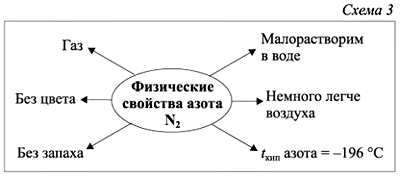 Схема 3
Газ
Малорастворим
в воде
Физические
свойства азота
N₂
Без цвета
Немного легче
воздуха
Без запаха
tкип азота = –196 °С